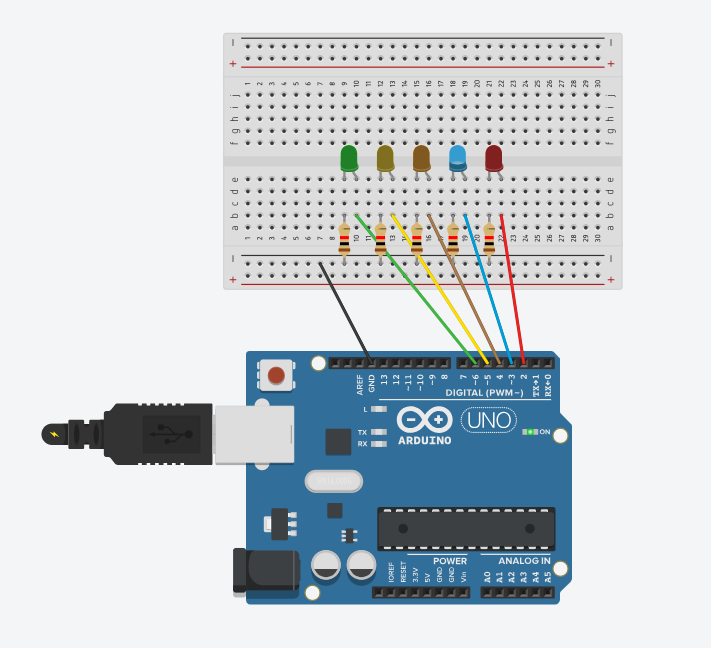 − −
+ +
1 2 3 4 5 6 7 8 9 10 11 12 13 14 15 16 17 18 19 20 21 22 23 24 25 26 27 28 29 30
j j
i i
h h
g g
f f
e e
d d
c c
b b
a a
1 2 3 4 5 6 7 8 9 10 11 12 13 14 15 16 17 18 19 20 21 22 23 24 25 26 27 28 29 30
− −
+ +
AREF GND 13 12 ~11 ~10 ~9 8 7 ~6 ~5 4 ~3 2 TX→1 RX←0
DIGITAL (PWM~)
L
TX
RX
ARDUINO
UNO
ON
POWER
ANALOG IN
IOREF RESET 3.3V 5V GND GND Vin A0 A1 A2 A3 A4 A5